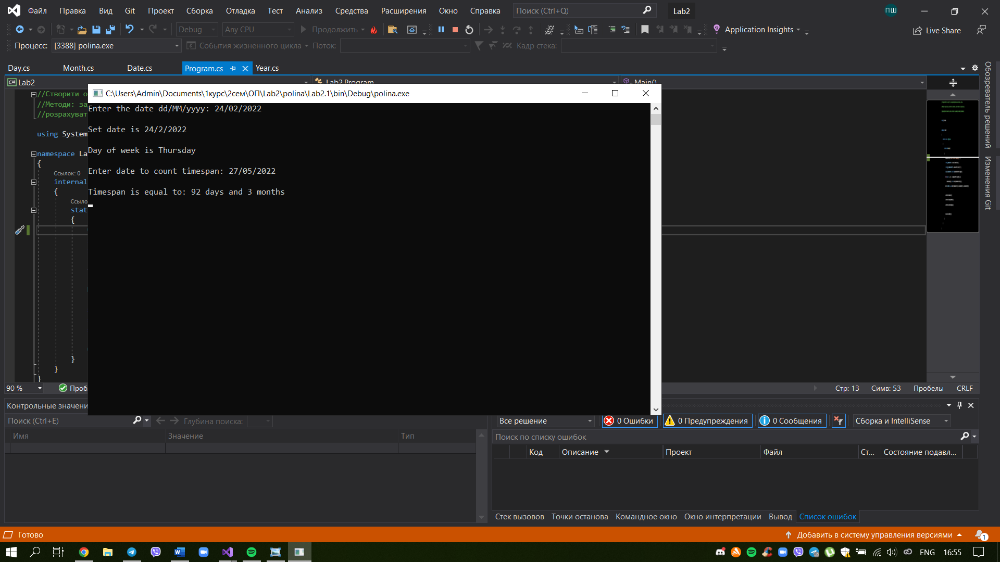 Файл Правка Вид Git Проект Сборка Отладка Тест Анализ Средства Расширения Окно Справка Поиск (Ctrl+Q) Lab2 ПШ
Debug Any CPU Продолжить Application Insights Live Share
Процесс: [3388] polina.exe События жизненного цикла Поток: Кадр стека:
Day.cs Month.cs Date.cs Program.cs Year.cs
C# Lab2 Lab2.Program Main()
C:\Users\Admin\Documents\1курс\2сем\ОП\Lab2\polina\Lab2.1\bin\Debug\polina.exe
Enter the date dd/MM/yyyy: 24/02/2022
Set date is 24/2/2022
Day of week is Thursday
Enter date to count timespan: 27/05/2022
Timespan is equal to: 92 days and 3 months
//Створити о
//Методи: за
//розрахуват
using System
namespace La
{
Ссылок: 0
internal
{
Ссыло
stat
{
}
}
}
Обозреватель решений
Изменения Git
90 % Проб Стр: 13 Симв: 53 Пробелы CRLF
Контрольные значени
Поиск (Ctrl+E) Глубина поиска:
Имя Значение Тип
Все решение 0 Ошибки 0 Предупреждения 0 Сообщения Сборка и IntelliSense
Поиск по списку ошибок
Код Описание Проект Файл Ст... Состояние подавл...
Стек вызовов Точки останова Командное окно Окно интерпретации Вывод Список ошибок
Готово Добавить в систему управления версиями 1
ENG 16:55